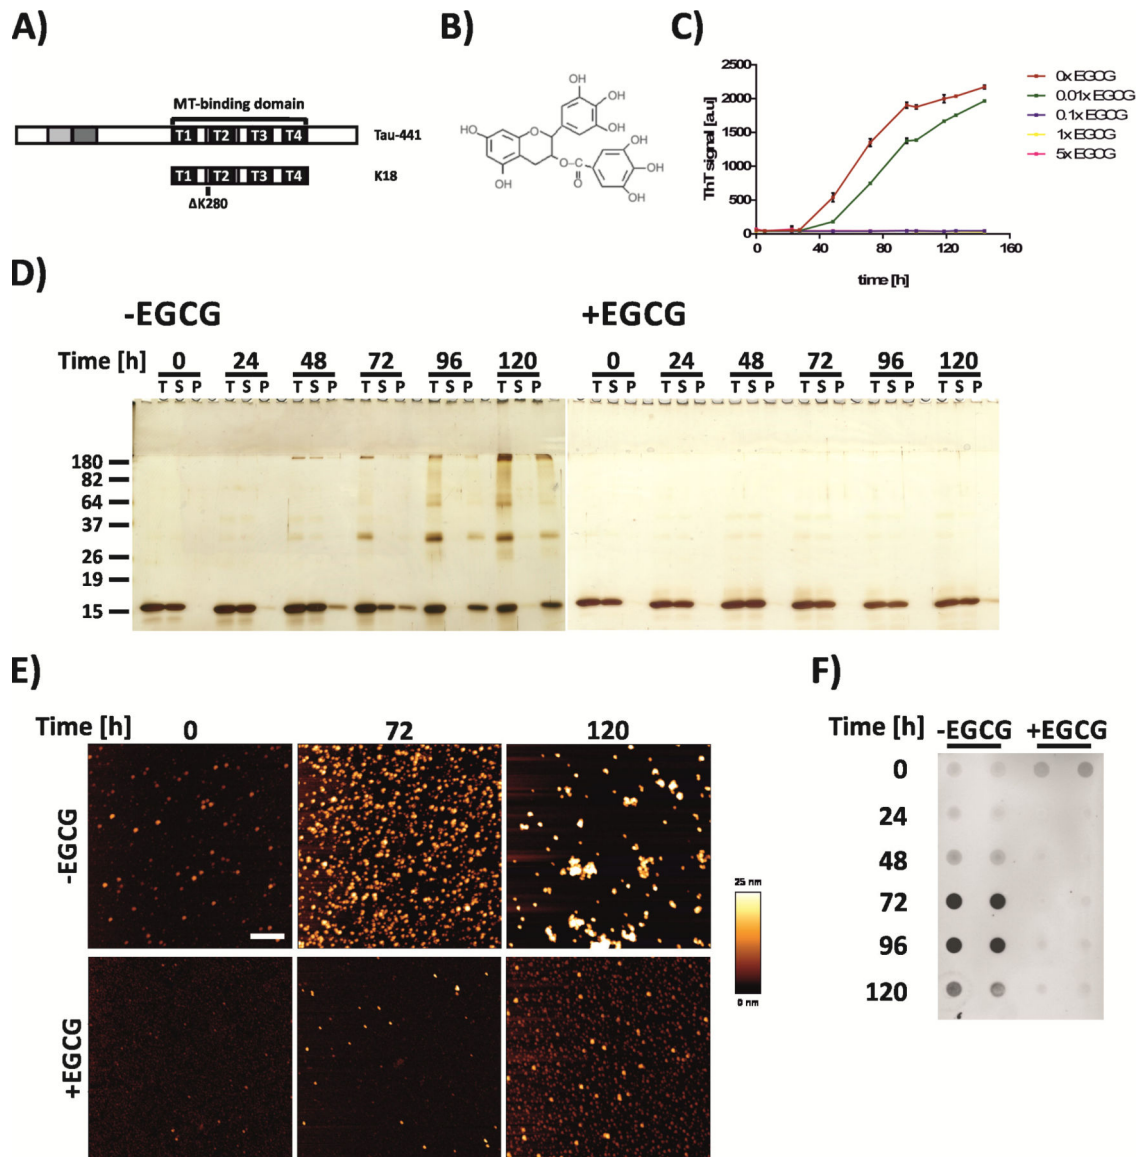 A)
MT-binding domain
T1 T2 T3 T4 Tau-441
T1 T2 T3 T4 K18
ΔK280
B)
OH
OH
OH
HO
O
OH
OH
OC
O
OH
OH
C)
2500
2000
1500
1000
500
0
ThT signal [a.u]
0 40 80 120 160
time [h]
0x EGCG
0.01x EGCG
0.1x EGCG
1x EGCG
5x EGCG
D)
-EGCG +EGCG
Time [h] 0 24 48 72 96 120 0 24 48 72 96 120
T S P T S P T S P T S P T S P T S P T S P T S P T S P T S P T S P T S P
180
82
64
37
26
19
15
E)
Time [h] 0 72 120
-EGCG
+EGCG
25 nm
0 nm
F)
Time [h] -EGCG +EGCG
0
24
48
72
96
120